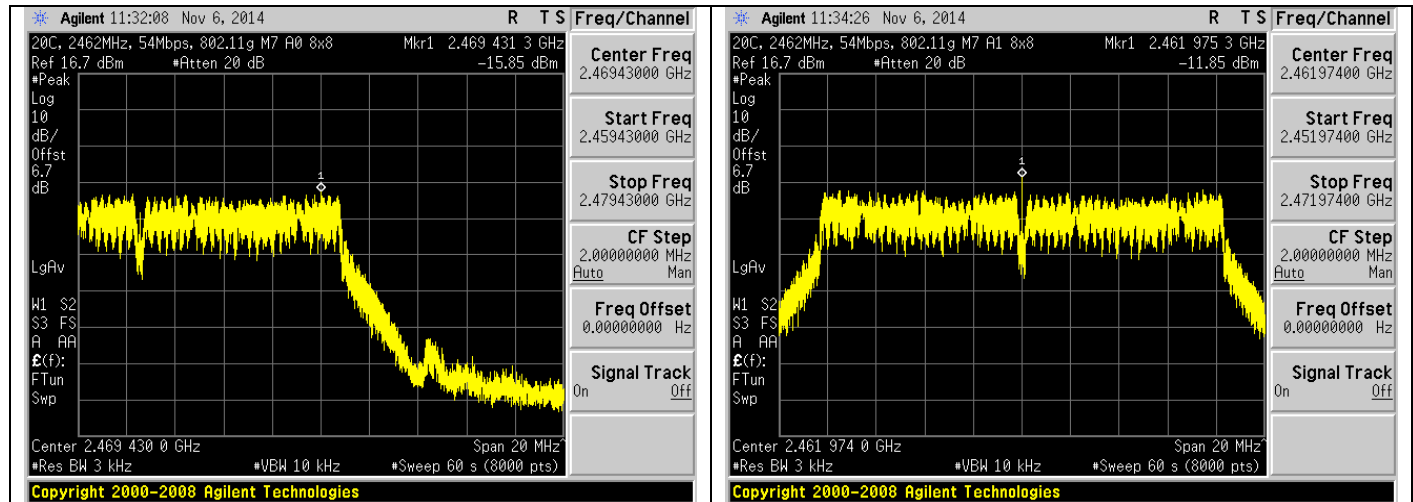 Agilent 11:32:08 Nov 6, 2014 R T S
20C, 2462MHz, 54Mbps, 802.11g M7 A0 8x8 Mkr1 2.469 431 3 GHz
Ref 16.7 dBm #Atten 20 dB -15.85 dBm
#Peak
Log
10
dB/
Offst
6.7
dB
1
LgAv
W1 S2
S3 FS
A AA
£(f):
FTun
Swp
Center 2.469 430 0 GHz Span 20 MHz^
#Res BW 3 kHz #VBW 10 kHz #Sweep 60 s (8000 pts)
Copyright 2000-2008 Agilent Technologies
Freq/Channel
Center Freq
2.46943000 GHz
Start Freq
2.45943000 GHz
Stop Freq
2.47943000 GHz
CF Step
2.00000000 MHz
Auto Man
Freq Offset
0.00000000 Hz
Signal Track
On Off
Agilent 11:34:26 Nov 6, 2014 R T S
20C, 2462MHz, 54Mbps, 802.11g M7 A1 8x8 Mkr1 2.461 975 3 GHz
Ref 16.7 dBm #Atten 20 dB -11.85 dBm
#Peak
Log
10
dB/
Offst
6.7
dB
1
LgAv
W1 S2
S3 FS
A AA
£(f):
FTun
Swp
Center 2.461 974 0 GHz Span 20 MHz^
#Res BW 3 kHz #VBW 10 kHz #Sweep 60 s (8000 pts)
Copyright 2000-2008 Agilent Technologies
Freq/Channel
Center Freq
2.46197400 GHz
Start Freq
2.45197400 GHz
Stop Freq
2.47197400 GHz
CF Step
2.00000000 MHz
Auto Man
Freq Offset
0.00000000 Hz
Signal Track
On Off